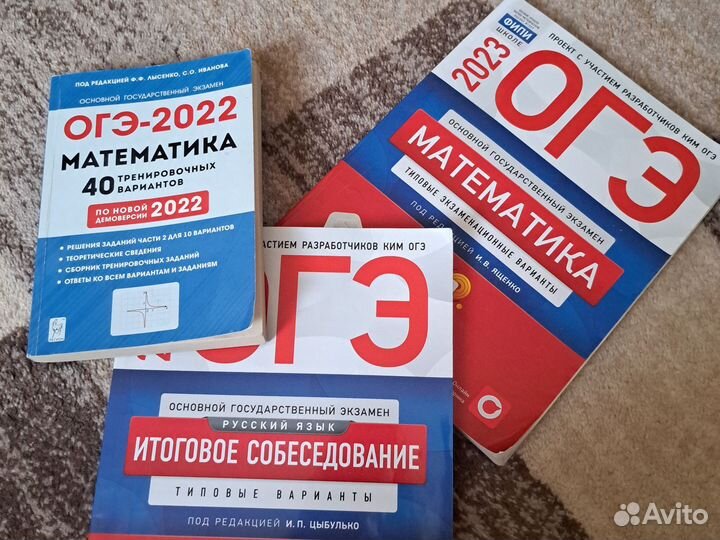 ПОД РЕДАКЦИЕЙ Ф.Ф. ЛЫСЕНКО, С.О. ИВАНОВА
ОСНОВНОЙ ГОСУДАРСТВЕННЫЙ ЭКЗАМЕН
ОГЭ-2022
МАТЕМАТИКА
40 ТРЕНИРОВОЧНЫХ
ВАРИАНТОВ
ПО НОВОЙ
ДЕМОВЕРСИИ 2022
• РЕШЕНИЯ ЗАДАНИЙ ЧАСТИ 2 ДЛЯ 10 ВАРИАНТОВ
• ТЕОРЕТИЧЕСКИЕ СВЕДЕНИЯ
• СБОРНИК ТРЕНИРОВОЧНЫХ ЗАДАНИЙ
• ОТВЕТЫ КО ВСЕМ ВАРИАНТАМ И ЗАДАНИЯМ
ФИПИ
ШКОЛЕ
ПРОЕКТ С УЧАСТИЕМ РАЗРАБОТЧИКОВ КИМ ОГЭ
2023
ОГЭ
ОСНОВНОЙ ГОСУДАРСТВЕННЫЙ ЭКЗАМЕН
МАТЕМАТИКА
ТИПОВЫЕ ЭКЗАМЕНАЦИОННЫЕ ВАРИАНТЫ
ПОД РЕДАКЦИЕЙ И. В. ЯЩЕНКО
РАЗРАБОТЧИКОВ КИМ ОГЭ
ОГЭ
ОСНОВНОЙ ГОСУДАРСТВЕННЫЙ ЭКЗАМЕН
РУССКИЙ ЯЗЫК
ИТОГОВОЕ СОБЕСЕДОВАНИЕ
ТИПОВЫЕ ВАРИАНТЫ
ПОД РЕДАКЦИЕЙ И. П. ЦЫБУЛЬКО
Avito